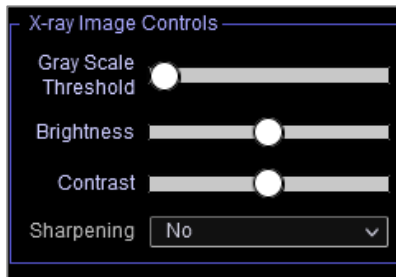 X-ray Image Controls
Gray Scale
Threshold
Brightness
Contrast
Sharpening No